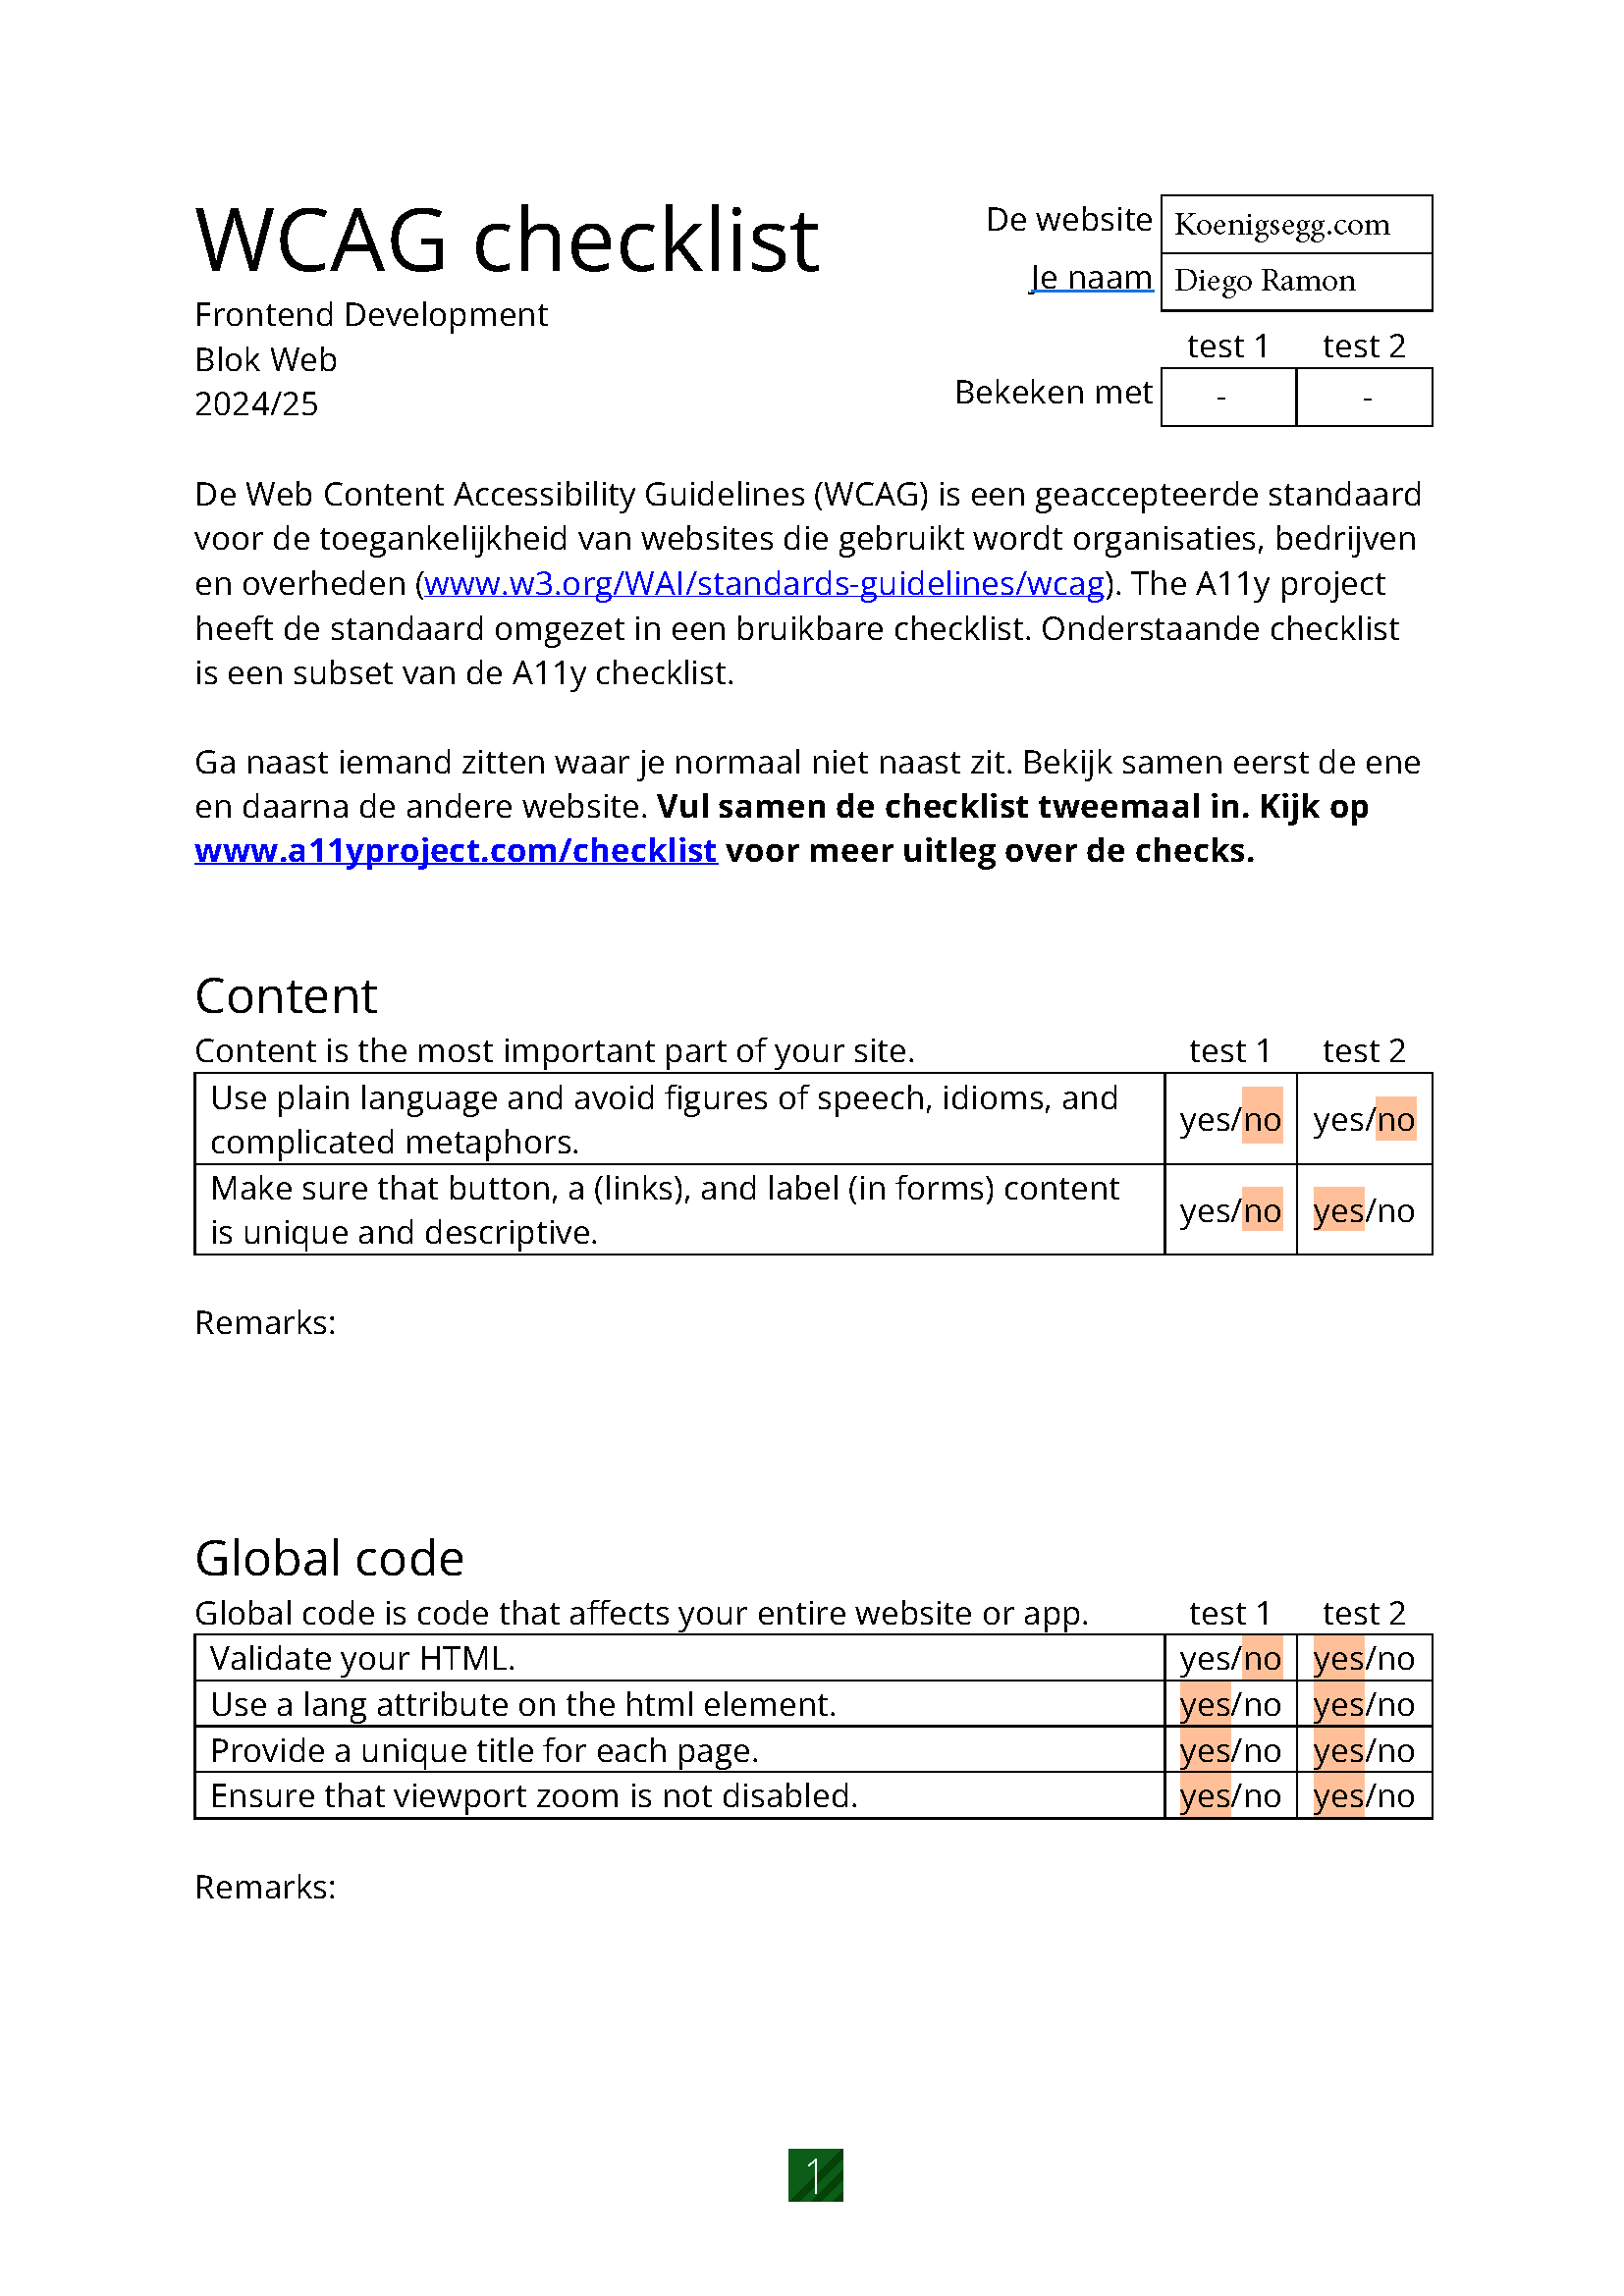 WCAG checklist
Frontend Development
Blok Web
2024/25
De website Koenigsegg.com
Je naam Diego Ramon
test 1 test 2
Bekeken met - -
De Web Content Accessibility Guidelines (WCAG) is een geaccepteerde standaard
voor de toegankelijkheid van websites die gebruikt wordt organisaties, bedrijven
en overheden (www.w3.org/WAI/standards-guidelines/wcag). The A11y project
heeft de standaard omgezet in een bruikbare checklist. Onderstaande checklist
is een subset van de A11y checklist.
Ga naast iemand zitten waar je normaal niet naast zit. Bekijk samen eerst de ene
en daarna de andere website. Vul samen de checklist tweemaal in. Kijk op
www.a11yproject.com/checklist voor meer uitleg over de checks.
Content
Content is the most important part of your site. test 1 test 2
Use plain language and avoid figures of speech, idioms, and
complicated metaphors. yes/no yes/no
Make sure that button, a (links), and label (in forms) content
is unique and descriptive. yes/no yes/no
Remarks:
Global code
Global code is code that affects your entire website or app. test 1 test 2
Validate your HTML. yes/no yes/no
Use a lang attribute on the html element. yes/no yes/no
Provide a unique title for each page. yes/no yes/no
Ensure that viewport zoom is not disabled. yes/no yes/no
Remarks:
1